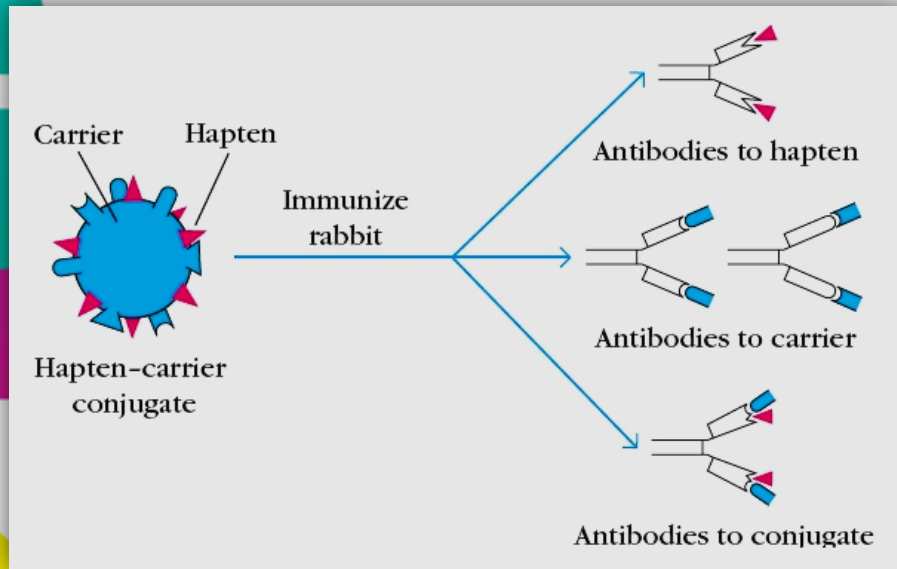 Carrier
Hapten
Hapten–carrier
conjugate
Immunize
rabbit
Antibodies to hapten
Antibodies to carrier
Antibodies to conjugate